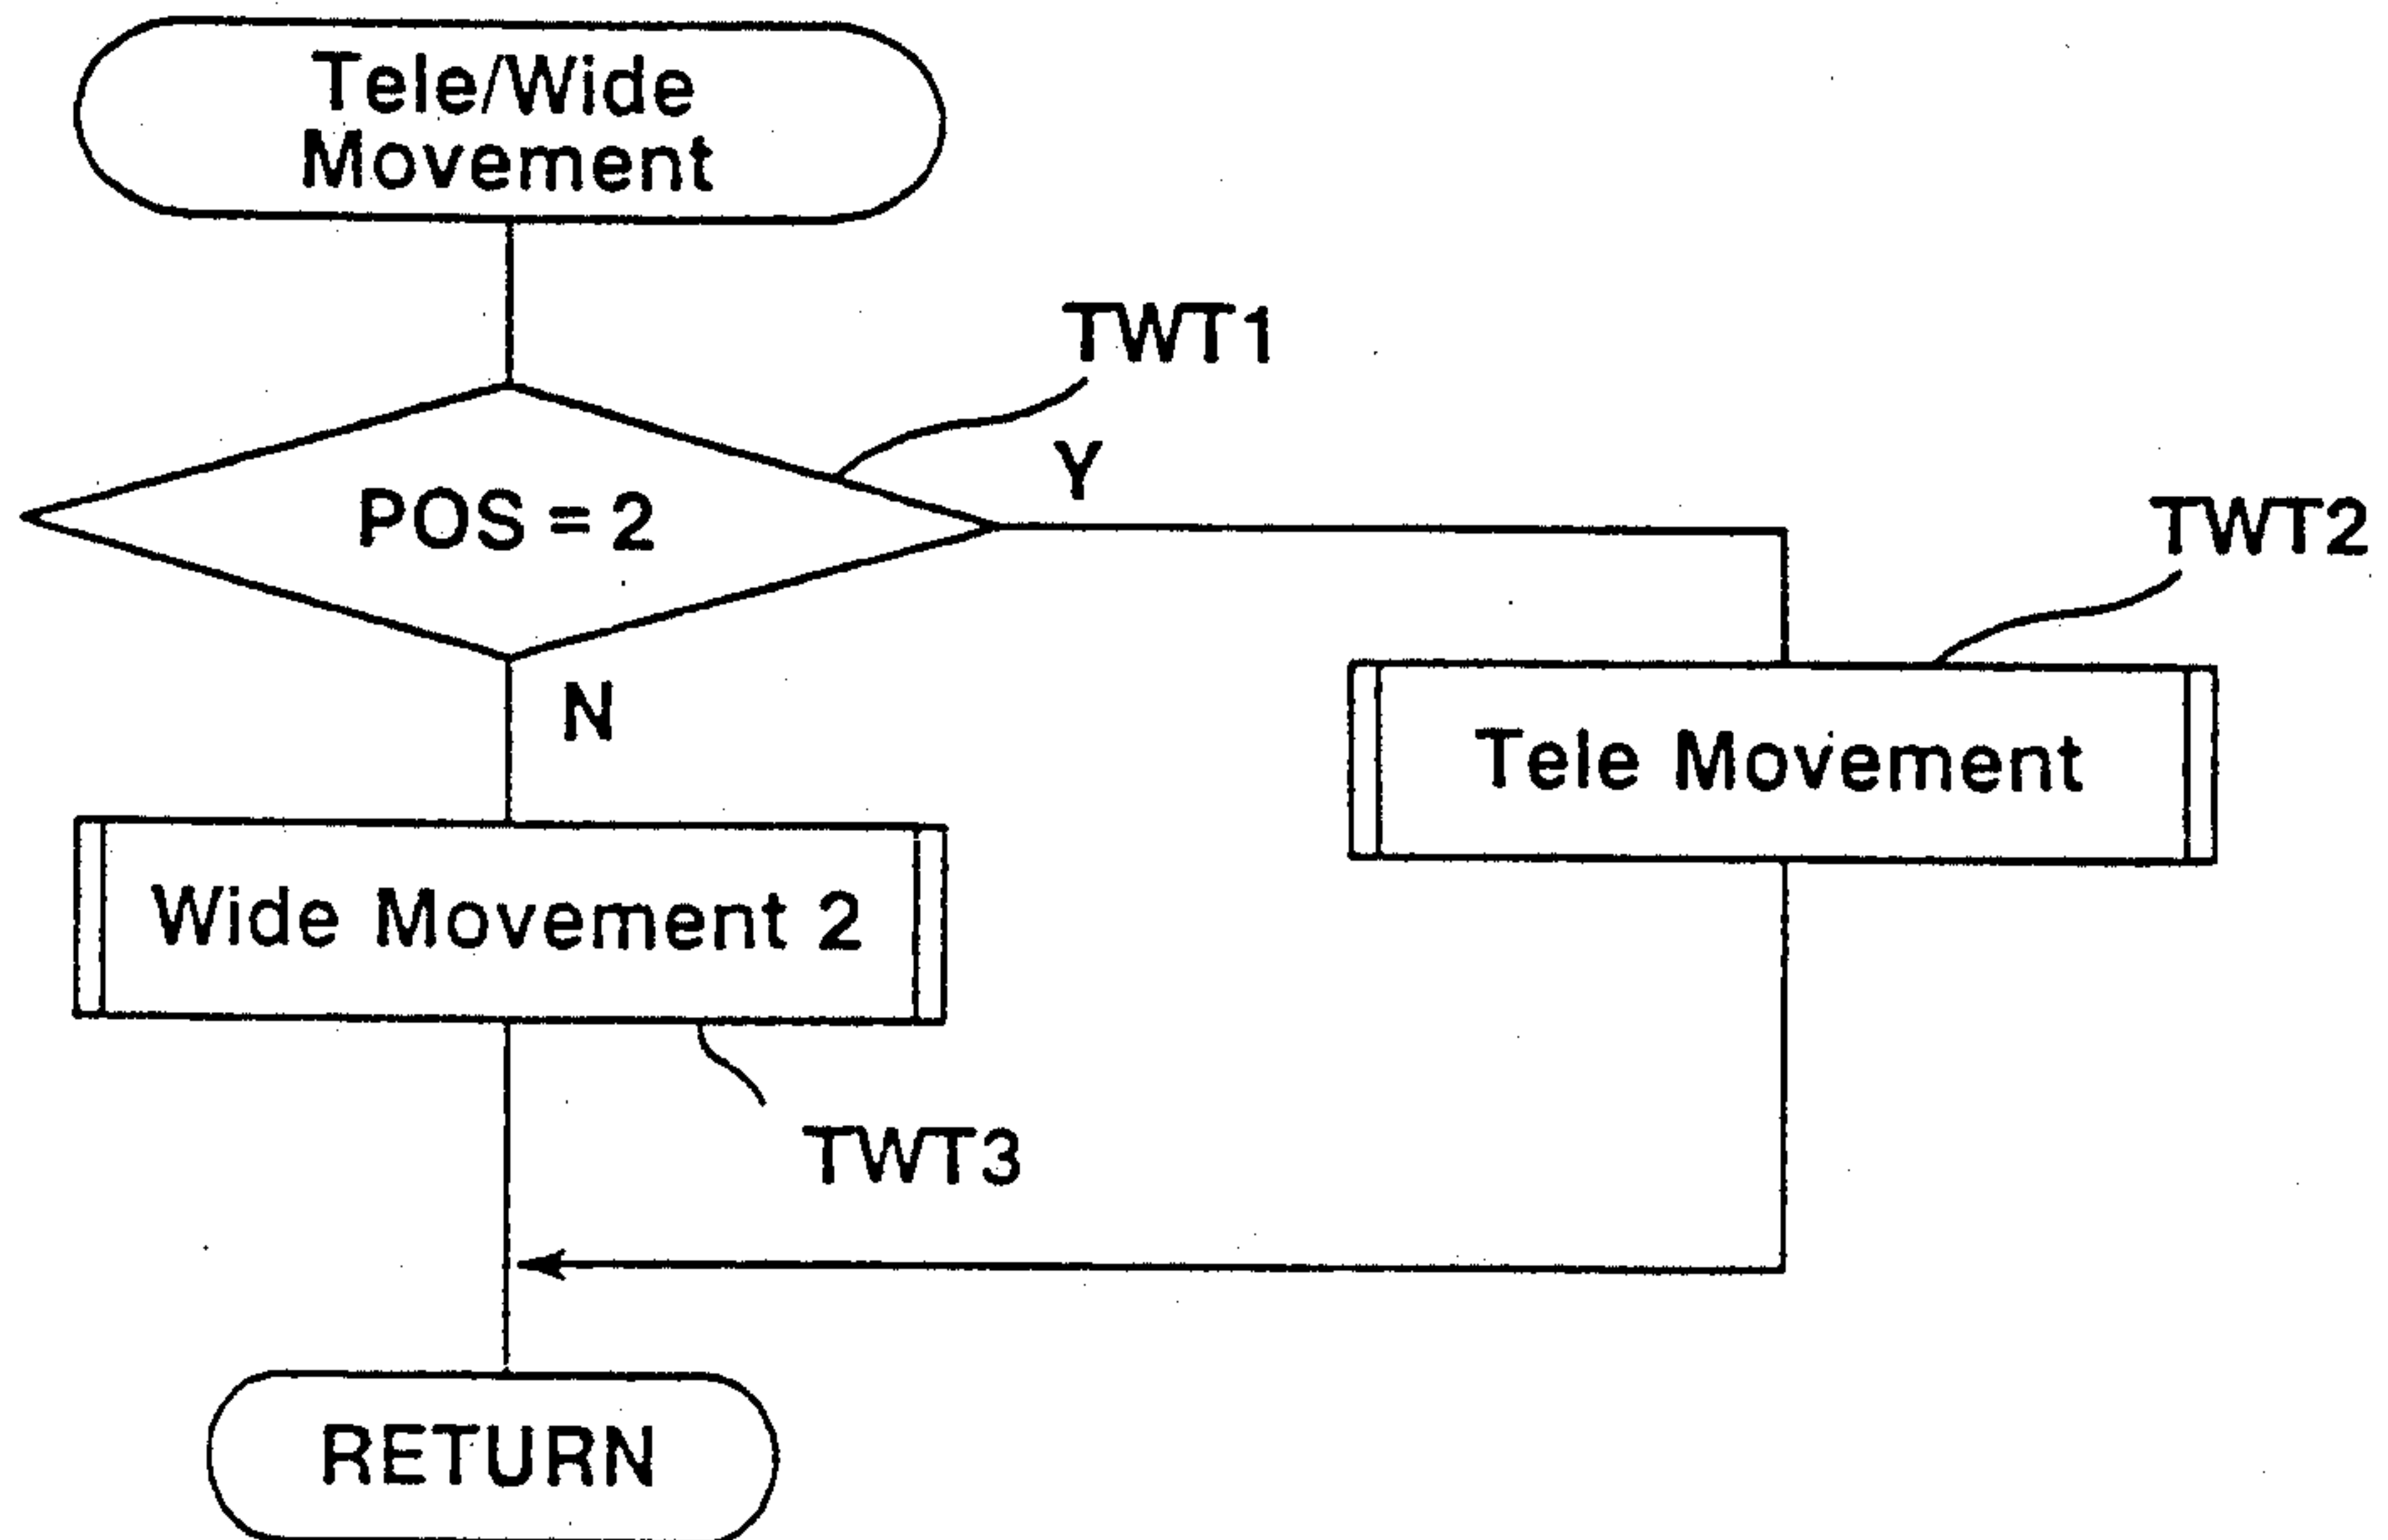 Tele/Wide
Movement
TWT1
Y
POS = 2
TWT2
N
Tele Movement
Wide Movement 2
TWT3
RETURN